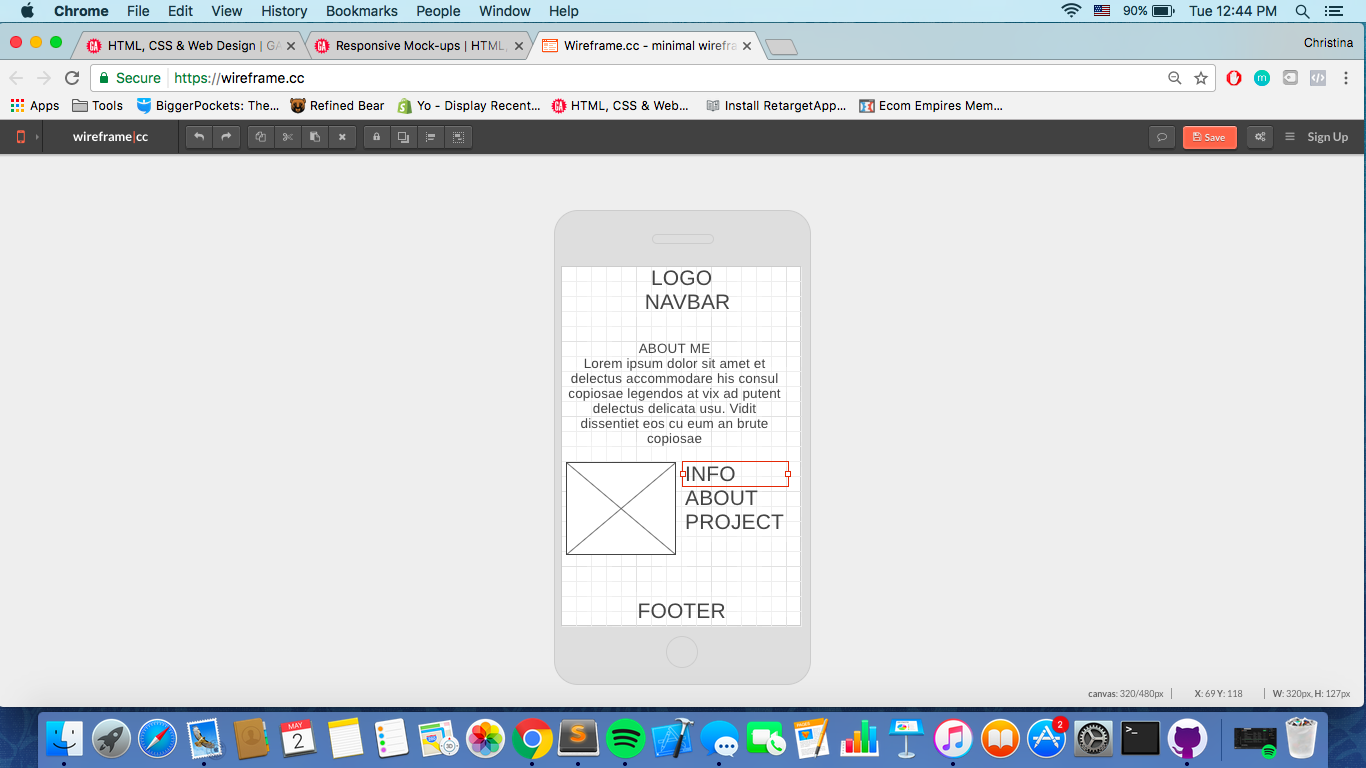 Chrome File Edit View History Bookmarks People Window Help 90% Tue 12:44 PM
HTML, CSS & Web Design | GA Responsive Mock-ups | HTML, Wireframe.cc - minimal wirefra Christina
Secure https://wireframe.cc
Apps Tools BiggerPockets: The... Refined Bear Yo - Display Recent... HTML, CSS & Web... Install RetargetApp... Ecom Empires Mem...
wireframe|cc Save Sign Up
LOGO
NAVBAR
ABOUT ME
Lorem ipsum dolor sit amet et
delectus accommodare his consul
copiosae legendos at vix ad putent
delectus delicata usu. Vidit
dissentiet eos cu eum an brute
copiosae
INFO
ABOUT
PROJECT
FOOTER
canvas: 320/480px X: 69 Y: 118 W: 320px, H: 127px
MAY
2
2